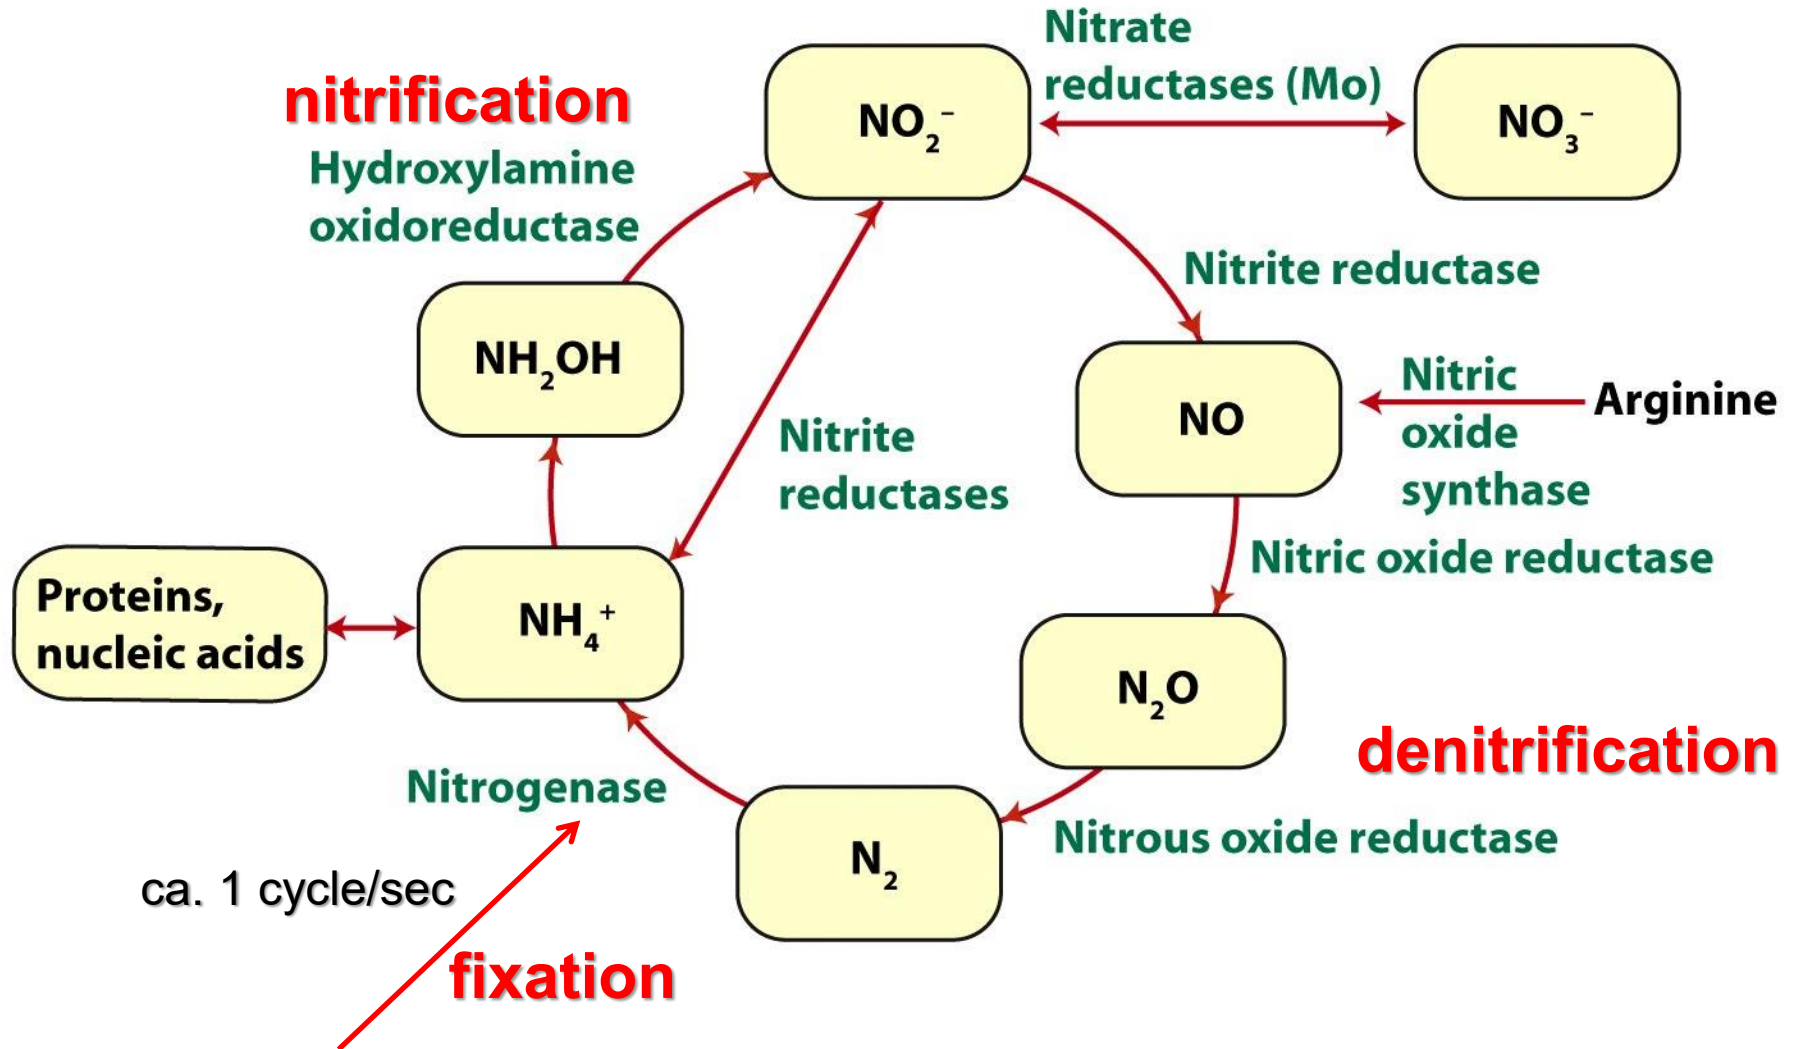 Nitrate
reductases (Mo)
nitrification
NO₂⁻
NO₃⁻
Hydroxylamine
oxidoreductase
Nitrite reductase
NH₂OH
Nitric
oxide
synthase
Arginine
NO
Nitrite
reductases
Nitric oxide reductase
Proteins,
nucleic acids
NH₄⁺
N₂O
denitrification
Nitrogenase
Nitrous oxide reductase
N₂
ca. 1 cycle/sec
fixation